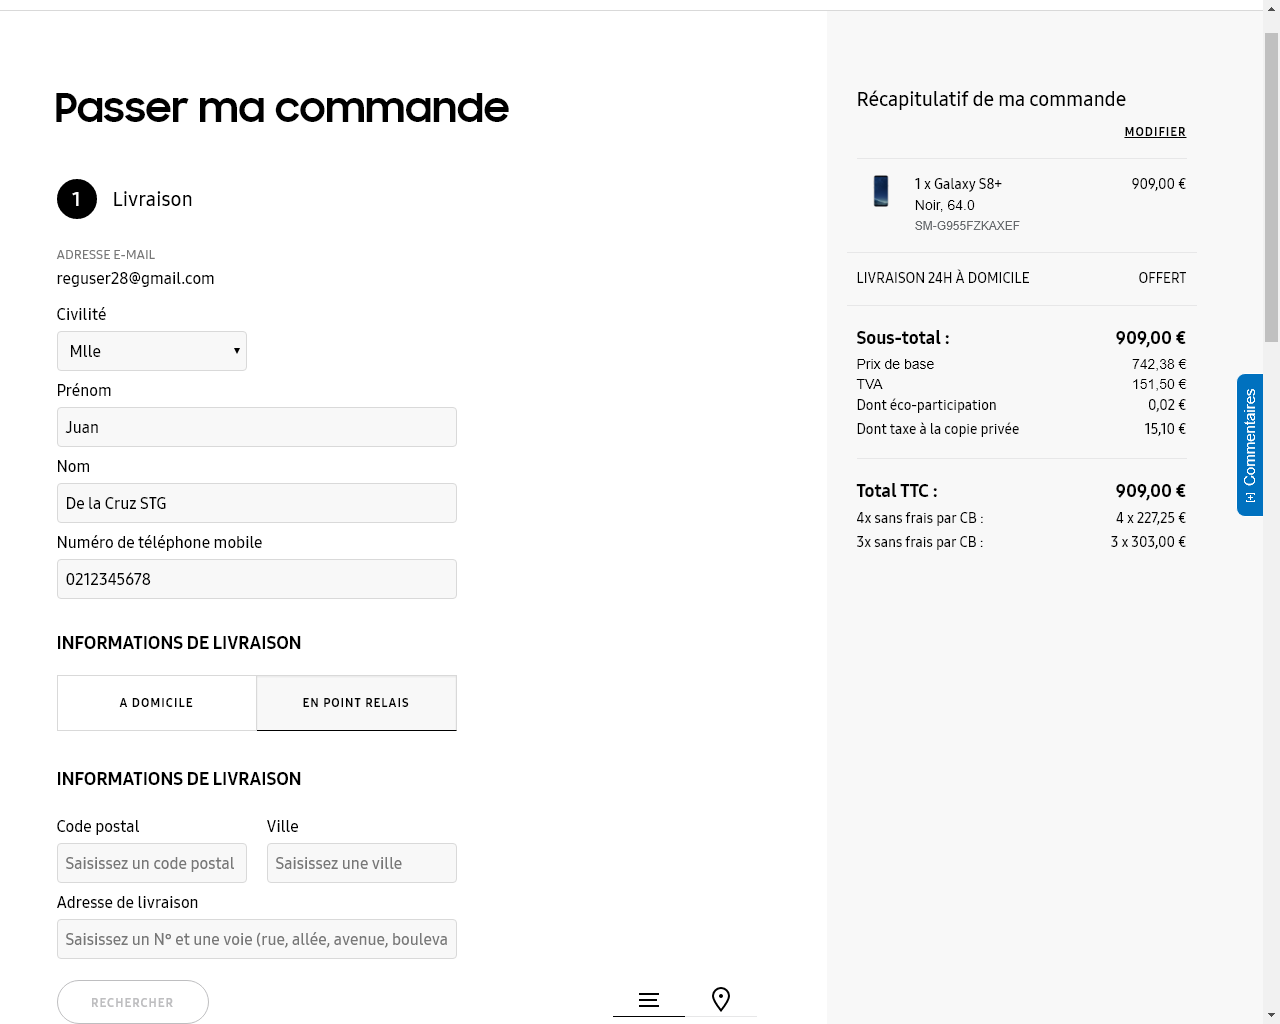 Passer ma commande
1 Livraison
ADRESSE E-MAIL
reguser28@gmail.com
Civilité
Mlle
Prénom
Juan
Nom
De la Cruz STG
Numéro de téléphone mobile
0212345678
INFORMATIONS DE LIVRAISON
A DOMICILE EN POINT RELAIS
INFORMATIONS DE LIVRAISON
Code postal Ville
Saisissez un code postal Saisissez une ville
Adresse de livraison
Saisissez un N° et une voie (rue, allée, avenue, bouleva
RECHERCHER
Récapitulatif de ma commande
MODIFIER
1 x Galaxy S8+ 909,00 €
Noir, 64.0
SM-G955FZKAXEF
LIVRAISON 24H À DOMICILE OFFERT
Sous-total : 909,00 €
Prix de base 742,38 €
TVA 151,50 €
Dont éco-participation 0,02 €
Dont taxe à la copie privée 15,10 €
Total TTC : 909,00 €
4x sans frais par CB : 4 x 227,25 €
3x sans frais par CB : 3 x 303,00 €
Commentaires